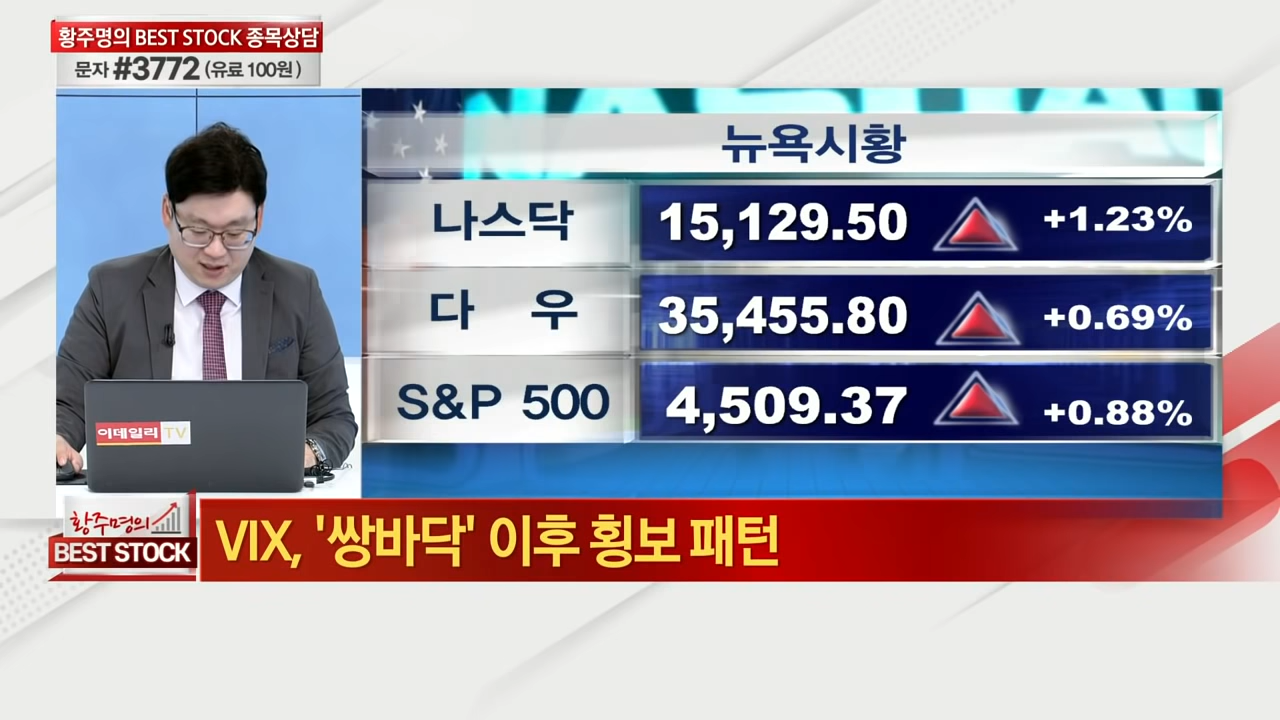 황주명의 BEST STOCK 종목상담
문자 #3772 (유료 100원)
NASDAQ
뉴욕시황
나스닥 15,129.50 +1.23%
다 우 35,455.80 +0.69%
S&P 500 4,509.37 +0.88%
이데일리 TV
황주명의
BEST STOCK
VIX, '쌍바닥' 이후 횡보 패턴